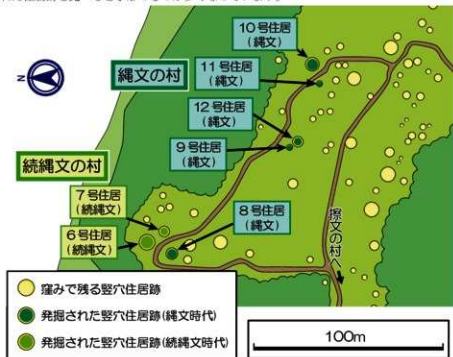 10号住居
(縄文)
縄文の村
11号住居
(縄文)
N
12号住居
(縄文)
9号住居
(縄文)
続縄文の村
7号住居
(続縄文)
6号住居
(続縄文)
8号住居
(縄文)
擦文の村へ
窪みで残る竪穴住居跡
発掘された竪穴住居跡(縄文時代)
発掘された竪穴住居跡(続縄文時代)
100m